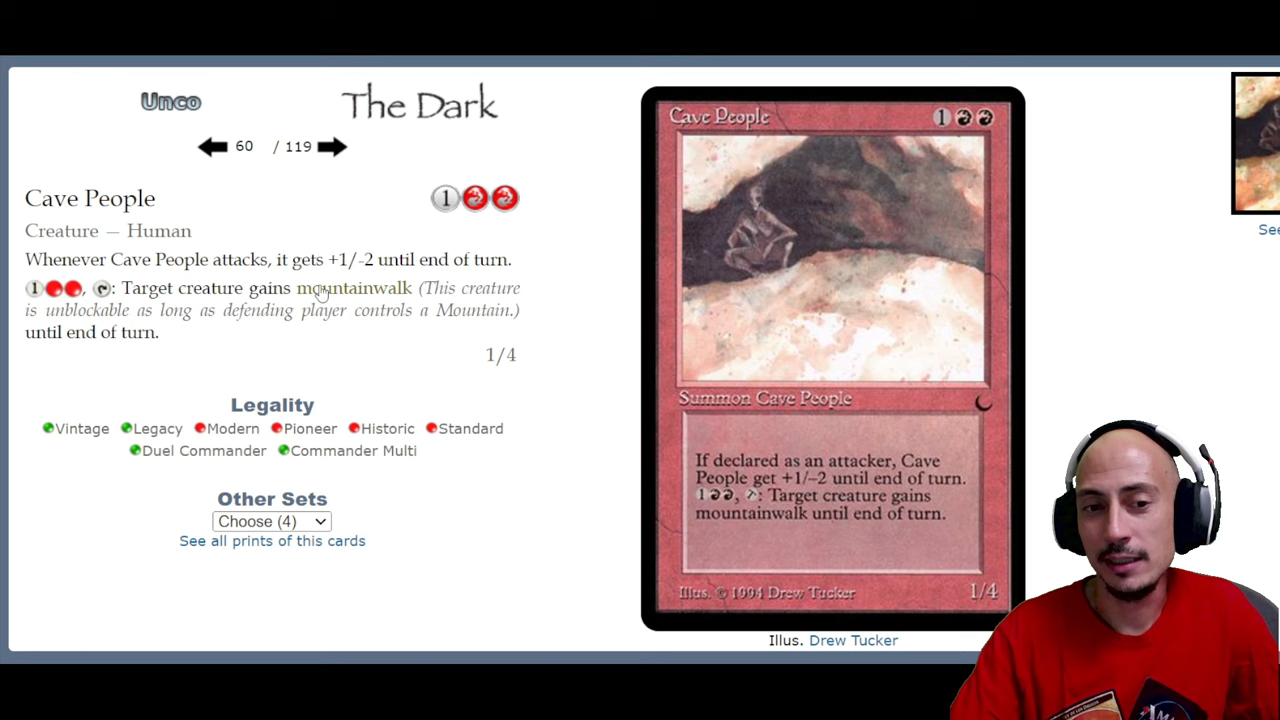 Unco
The Dark
60 / 119
Cave People
1
Creature — Human
Whenever Cave People attacks, it gets +1/-2 until end of turn.
1 , : Target creature gains mountainwalk (This creature
is unblockable as long as defending player controls a Mountain.)
until end of turn.
1/4
Legality
Vintage Legacy Modern Pioneer Historic Standard
Duel Commander Commander Multi
Other Sets
Choose (4)
See all prints of this cards
Cave People
1
Summon Cave People
If declared as an attacker, Cave
People get +1/–2 until end of turn.
1 , : Target creature gains
mountainwalk until end of turn.
Illus. © 1994 Drew Tucker 1/4
Illus. Drew Tucker
See